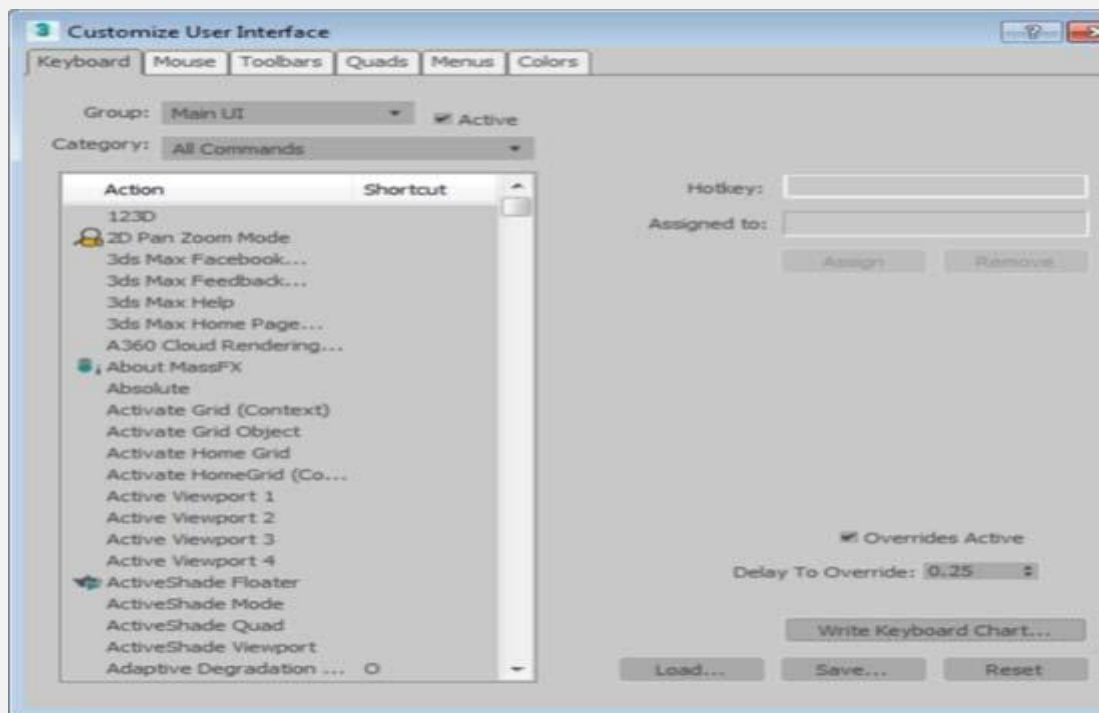 3 Customize User Interface
Keyboard Mouse Toolbars Quads Menus Colors
Group: Main UI Active
Category: All Commands
Action Shortcut
123D
2D Pan Zoom Mode
3ds Max Facebook...
3ds Max Feedback...
3ds Max Help
3ds Max Home Page...
A360 Cloud Rendering...
About MassFX
Absolute
Activate Grid (Context)
Activate Grid Object
Activate Home Grid
Activate HomeGrid (Co...
Active Viewport 1
Active Viewport 2
Active Viewport 3
Active Viewport 4
ActiveShade Floater
ActiveShade Mode
ActiveShade Quad
ActiveShade Viewport
Adaptive Degradation ... O
Hotkey:
Assigned to:
Assign Remove
Overrides Active
Delay To Override: 0.25
Write Keyboard Chart...
Load... Save... Reset